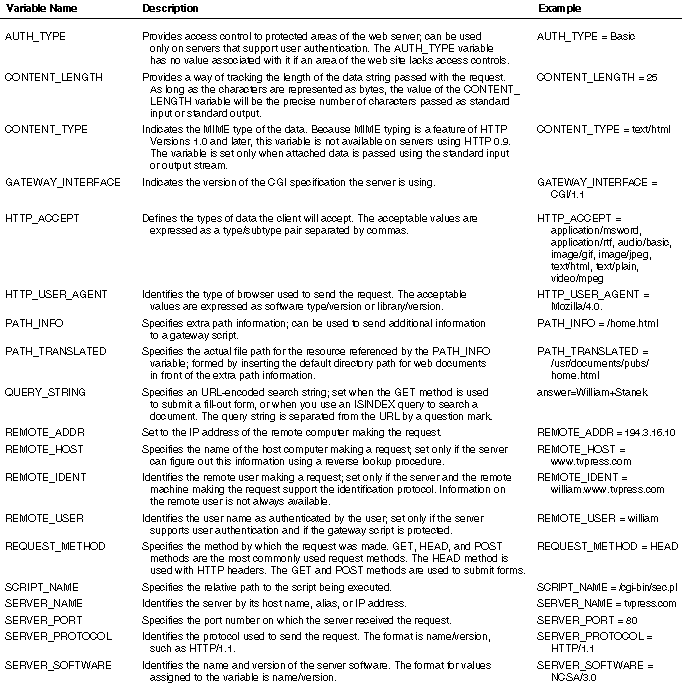 Variable Name Description Example
AUTH_TYPE Provides access control to protected areas of the web server; can be used AUTH_TYPE = Basic
only on servers that support user authentication. The AUTH_TYPE variable
has no value associated with it if an area of the web site lacks access controls.
CONTENT_LENGTH Provides a way of tracking the length of the data string passed with the request. CONTENT_LENGTH = 25
As long as the characters are represented as bytes, the value of the CONTENT_
LENGTH variable will be the precise number of characters passed as standard
input or standard output.
CONTENT_TYPE Indicates the MIME type of the data. Because MIME typing is a feature of HTTP CONTENT_TYPE = text/html
Versions 1.0 and later, this variable is not available on servers using HTTP 0.9.
The variable is set only when attached data is passed using the standard input
or output stream.
GATEWAY_INTERFACE Indicates the version of the CGI specification the server is using. GATEWAY_INTERFACE =
CGI/1.1
HTTP_ACCEPT Defines the types of data the client will accept. The acceptable values are HTTP_ACCEPT =
expressed as a type/subtype pair separated by commas. application/msword,
application/rtf, audio/basic,
image/gif, image/jpeg,
text/html, text/plain,
video/mpeg
HTTP_USER_AGENT Identifies the type of browser used to send the request. The acceptable HTTP_USER_AGENT =
values are expressed as software type/version or library/version. Mozilla/4.0.
PATH_INFO Specifies extra path information; can be used to send additional information PATH_INFO = /home.html
to a gateway script.
PATH_TRANSLATED Specifies the actual file path for the resource referenced by the PATH_INFO PATH_TRANSLATED =
variable; formed by inserting the default directory path for web documents /usr/documents/pubs/
in front of the extra path information. home.html
QUERY_STRING Specifies an URL-encoded search string; set when the GET method is used answer=William+Stanek
to submit a fill-out form, or when you use an ISINDEX query to search a
document. The query string is separated from the URL by a question mark.
REMOTE_ADDR Set to the IP address of the remote computer making the request. REMOTE_ADDR = 194.3.16.10
REMOTE_HOST Specifies the name of the host computer making a request; set only if the server REMOTE_HOST =
can figure out this information using a reverse lookup procedure. www.tvpress.com
REMOTE_IDENT Identifies the remote user making a request; set only if the server and the remote REMOTE_IDENT =
machine making the request support the identification protocol. Information on william.www.tvpress.com
the remote user is not always available.
REMOTE_USER Identifies the user name as authenticated by the user; set only if the server REMOTE_USER = william
supports user authentication and if the gateway script is protected.
REQUEST_METHOD Specifies the method by which the request was made. GET, HEAD, and POST REQUEST_METHOD = HEAD
methods are the most commonly used request methods. The HEAD method is
used with HTTP headers. The GET and POST methods are used to submit forms.
SCRIPT_NAME Specifies the relative path to the script being executed. SCRIPT_NAME = /cgi-bin/sec.pl
SERVER_NAME Identifies the server by its host name, alias, or IP address. SERVER_NAME = tvpress.com
SERVER_PORT Specifies the port number on which the server received the request. SERVER_PORT = 80
SERVER_PROTOCOL Identifies the protocol used to send the request. The format is name/version, SERVER_PROTOCOL =
such as HTTP/1.1. HTTP/1.1
SERVER_SOFTWARE Identifies the name and version of the server software. The format for values SERVER_SOFTWARE =
assigned to the variable is name/version. NCSA/3.0